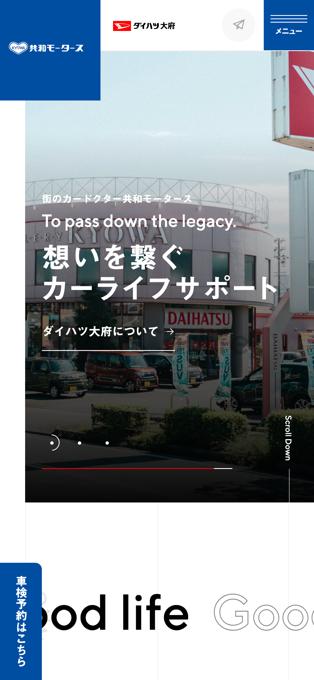 共和モータース
ダイハツ大府
メニュー
街のカードクター共和モータース
To pass down the legacy.
KYOWA
想いを繋ぐ
カーライフサポート
DAIHATSU
ダイハツ大府について
Scroll Down
車検予約はこちら
ood life Good